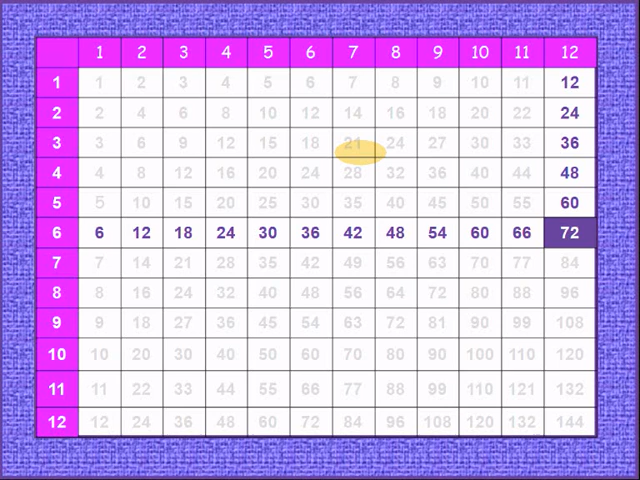 1 2 3 4 5 6 7 8 9 10 11 12
1 1 2 3 4 5 6 7 8 9 10 11 12
2 2 4 6 8 10 12 14 16 18 20 22 24
3 3 6 9 12 15 18 21 24 27 30 33 36
4 4 8 12 16 20 24 28 32 36 40 44 48
5 5 10 15 20 25 30 35 40 45 50 55 60
6 6 12 18 24 30 36 42 48 54 60 66 72
7 7 14 21 28 35 42 49 56 63 70 77 84
8 8 16 24 32 40 48 56 64 72 80 88 96
9 9 18 27 36 45 54 63 72 81 90 99 108
10 10 20 30 40 50 60 70 80 90 100 110 120
11 11 22 33 44 55 66 77 88 99 110 121 132
12 12 24 36 48 60 72 84 96 108 120 132 144